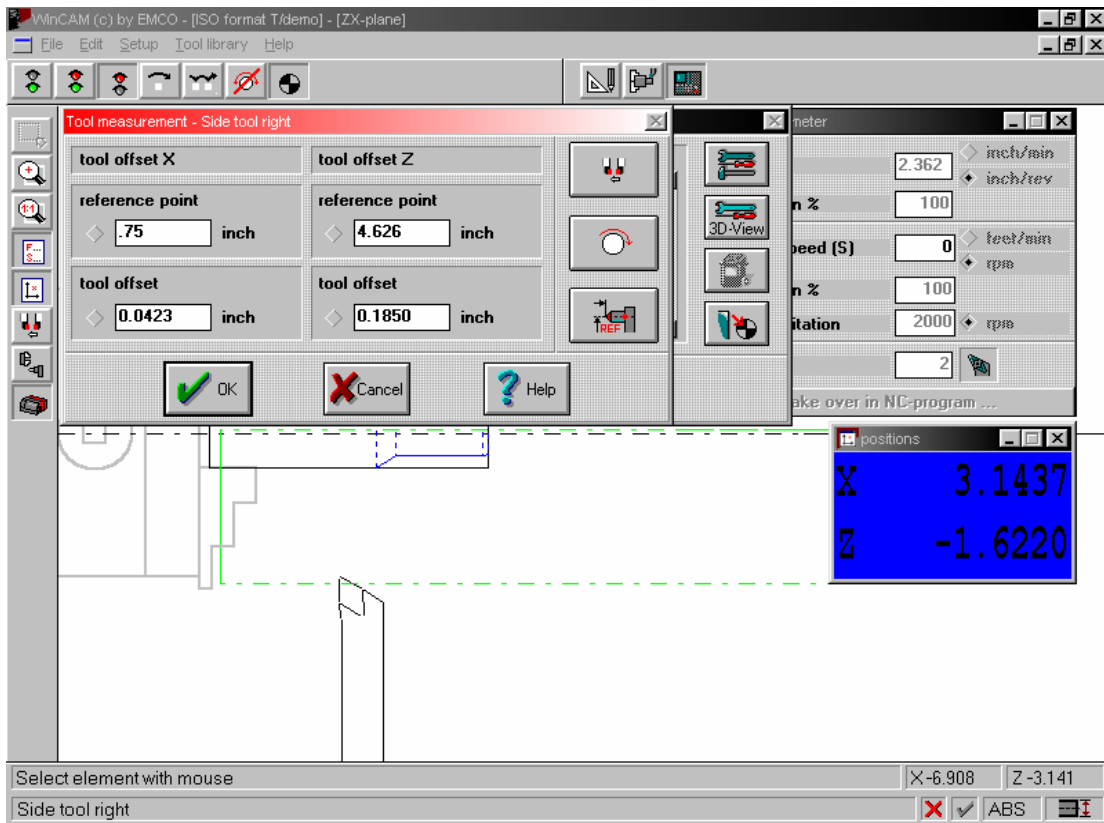 WinCAM (c) by EMCO - [ISO format T/demo] - [ZX-plane]
File Edit Setup Tool library Help
Tool measurement - Side tool right
meter
tool offset X
tool offset Z
reference point
.75 inch
reference point
4.626 inch
tool offset
0.0423 inch
tool offset
0.1850 inch
REF
OK
Cancel
Help
3D-View
2.362
inch/min
inch/rev
n %
100
peed (S)
0
feet/min
rpm
n %
100
itation
2000
rpm
2
ake over in NC-program ...
1:1
F...
S...
positions
X 3.1437
Z -1.6220
Select element with mouse
X -6.908
Z -3.141
Side tool right
ABS